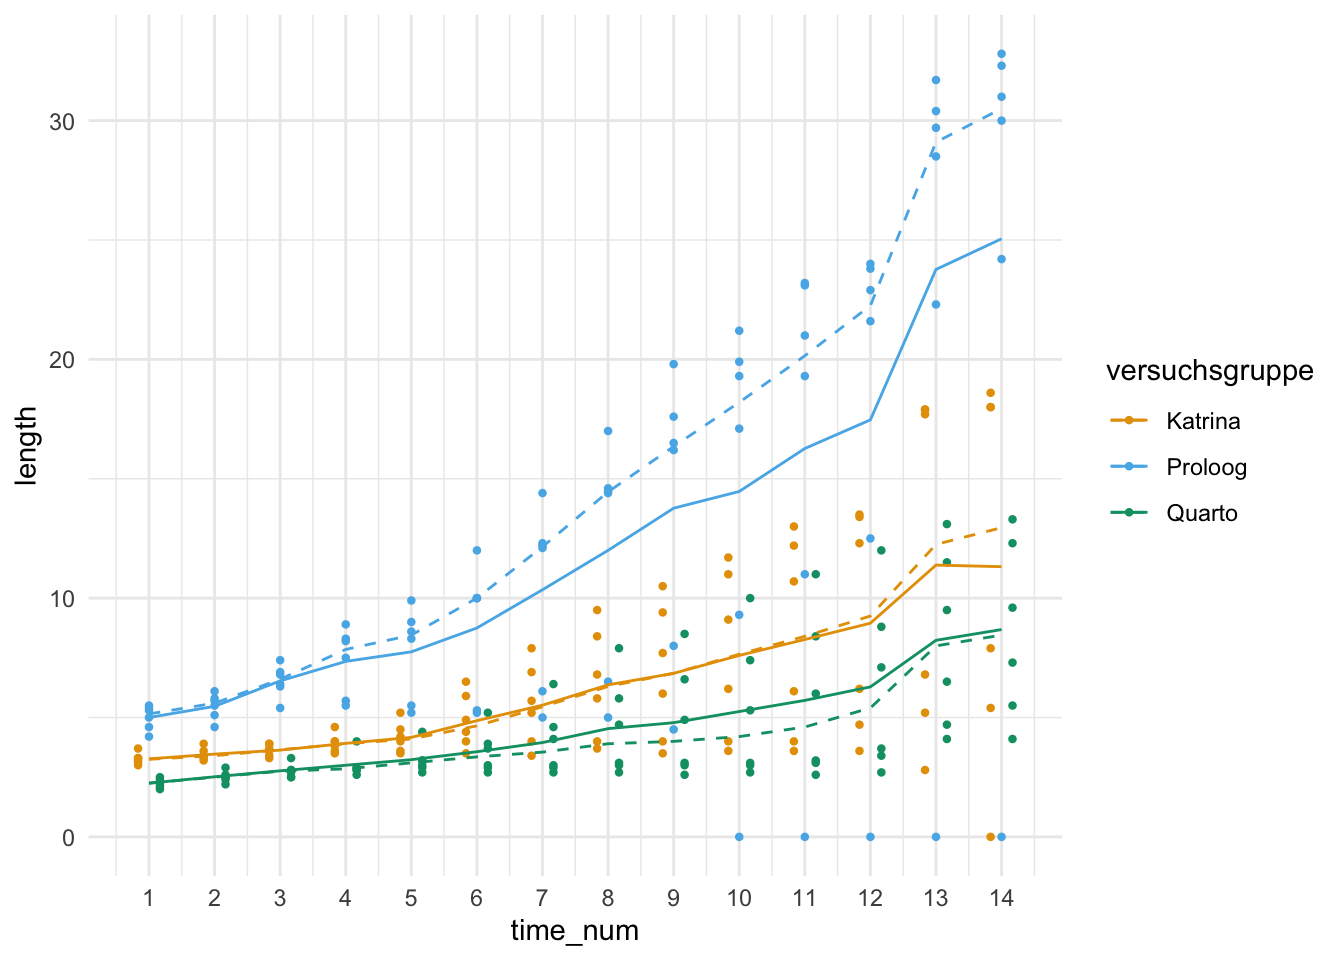 30
20
10
0
length
1 2 3 4 5 6 7 8 9 10 11 12 13 14
time_num
versuchsgruppe
Katrina
Proloog
Quarto